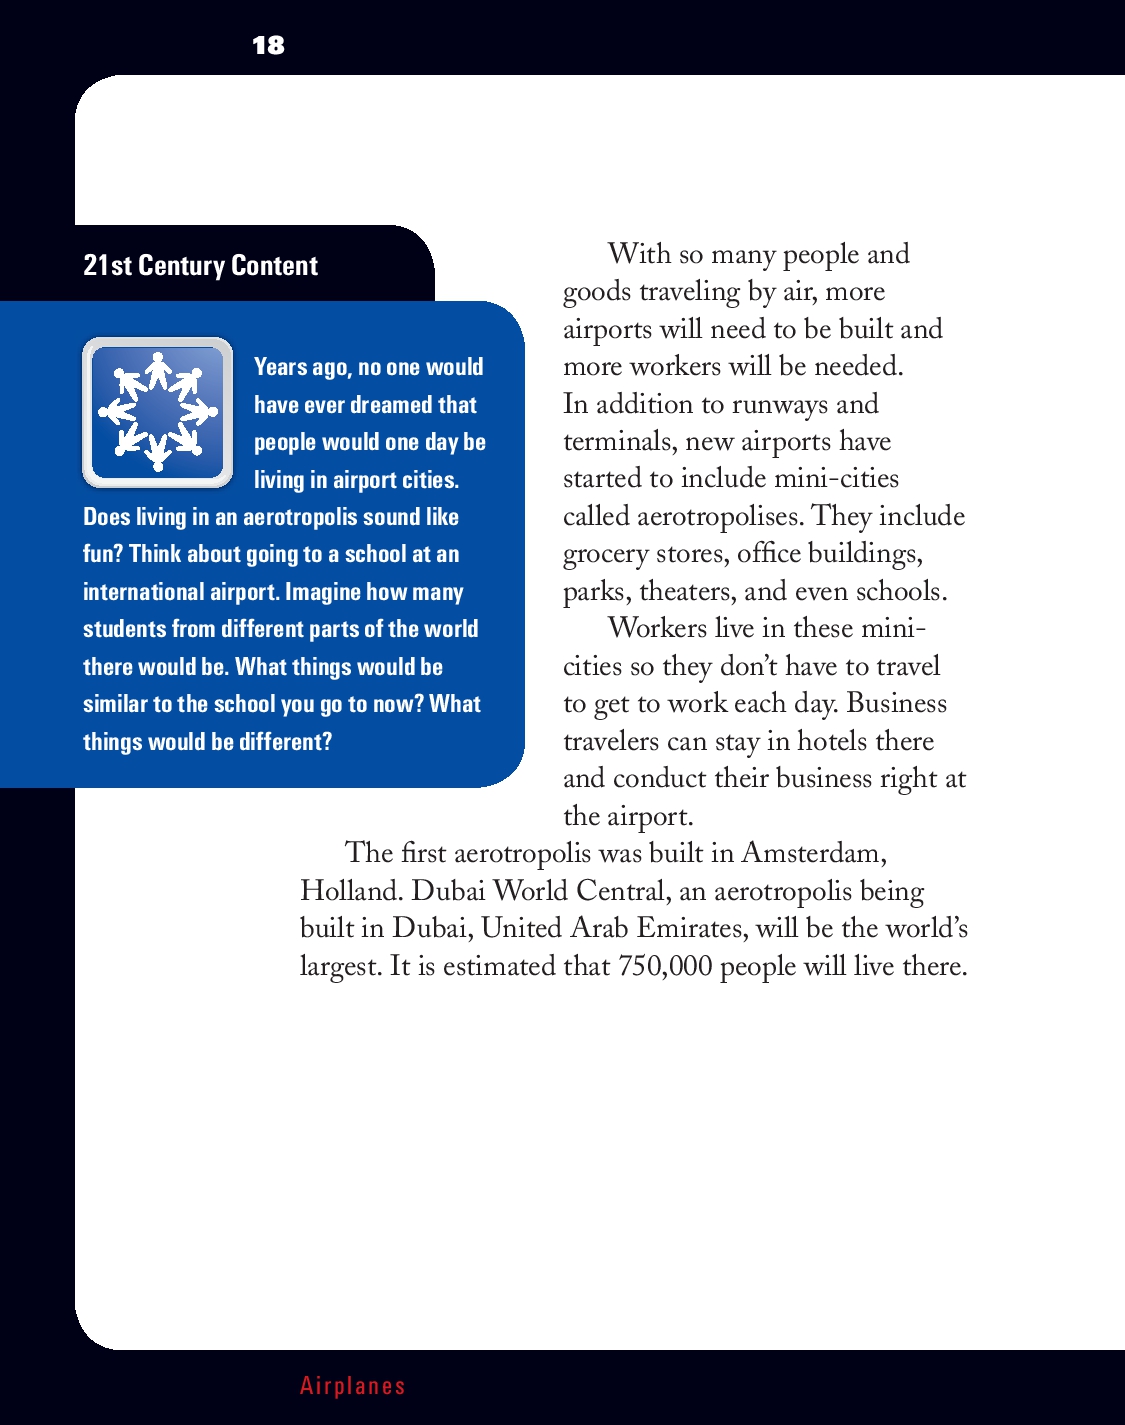 18
21st Century Content
Years ago, no one would
have ever dreamed that
people would one day be
living in airport cities.
Does living in an aerotropolis sound like
fun? Think about going to a school at an
international airport. Imagine how many
students from different parts of the world
there would be. What things would be
similar to the school you go to now? What
things would be different?
With so many people and
goods traveling by air, more
airports will need to be built and
more workers will be needed.
In addition to runways and
terminals, new airports have
started to include mini-cities
called aerotropolises. They include
grocery stores, office buildings,
parks, theaters, and even schools.
Workers live in these mini-
cities so they don’t have to travel
to get to work each day. Business
travelers can stay in hotels there
and conduct their business right at
the airport.
The first aerotropolis was built in Amsterdam,
Holland. Dubai World Central, an aerotropolis being
built in Dubai, United Arab Emirates, will be the world’s
largest. It is estimated that 750,000 people will live there.
Airplanes